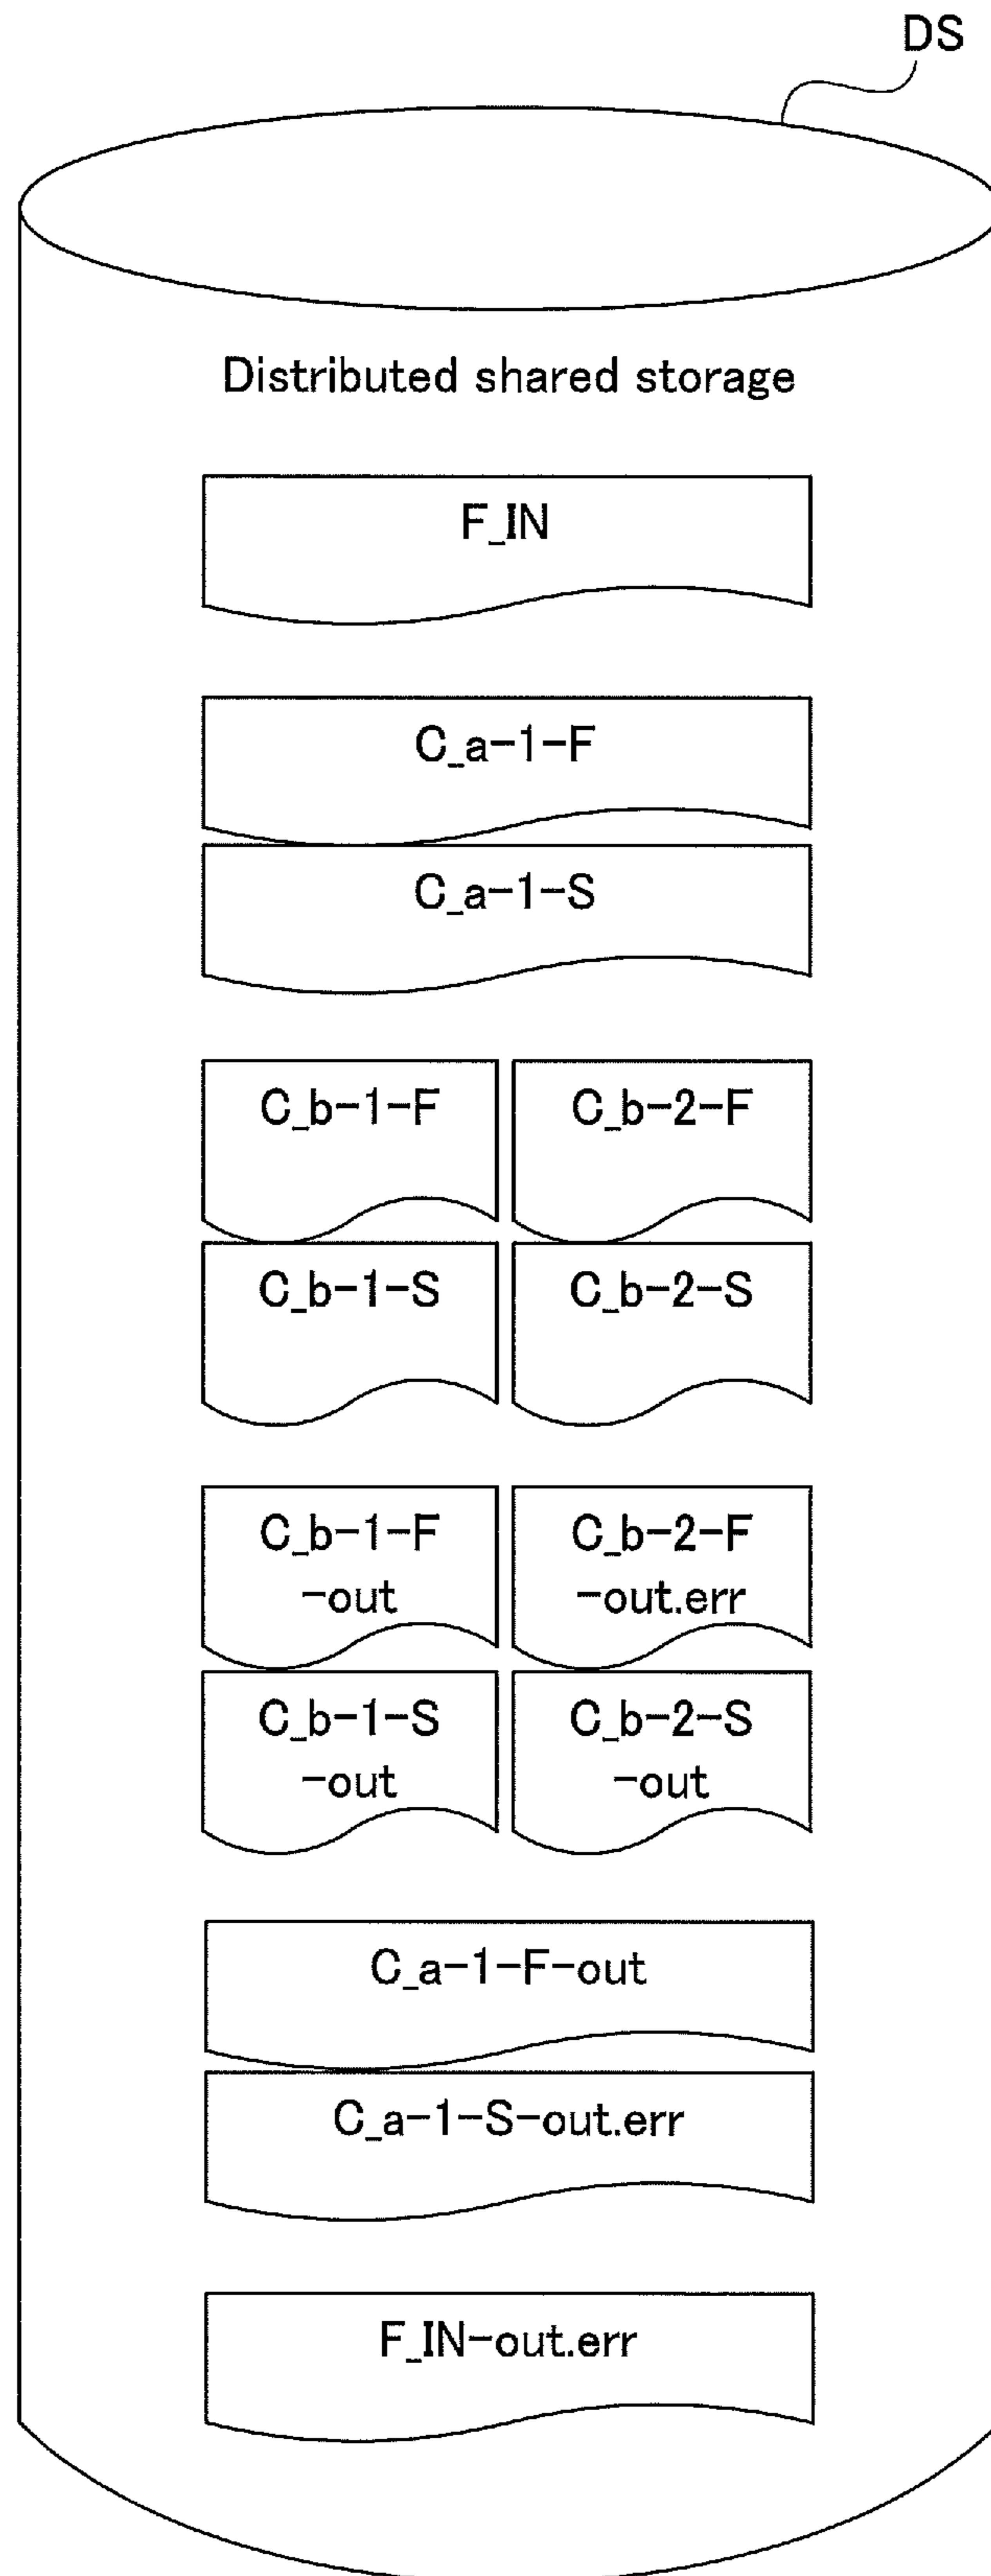 DS
Distributed shared storage
F_IN
C_a-1-F
C_a-1-S
C_b-1-F
C_b-2-F
C_b-1-S
C_b-2-S
C_b-1-F
-out
C_b-2-F
-out.err
C_b-1-S
-out
C_b-2-S
-out
C_a-1-F-out
C_a-1-S-out.err
F_IN-out.err